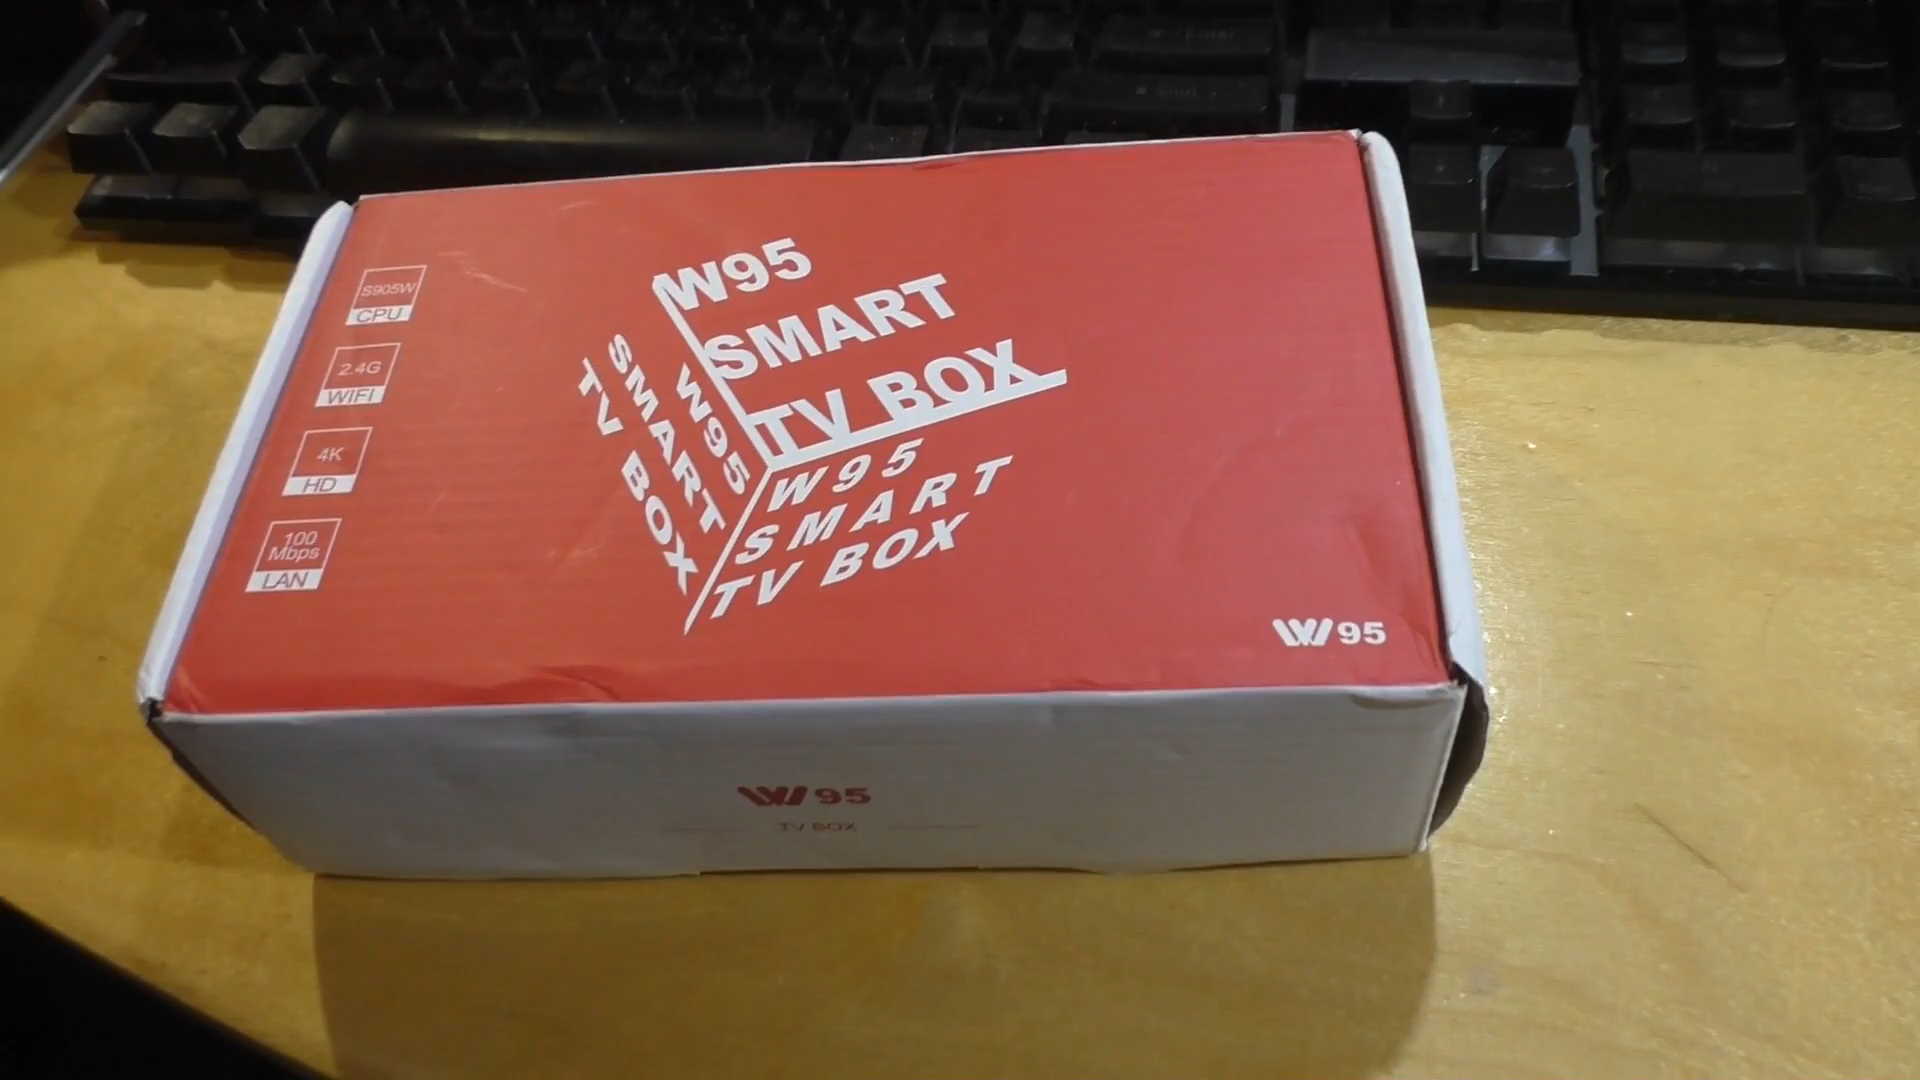 S905W
CPU
2.4G
WIFI
4K
HD
100
Mbps
LAN
W95
SMART
TV BOX
W95
SMART
TV BOX
W95
SMART
TV BOX
W95
W95
TV BOX